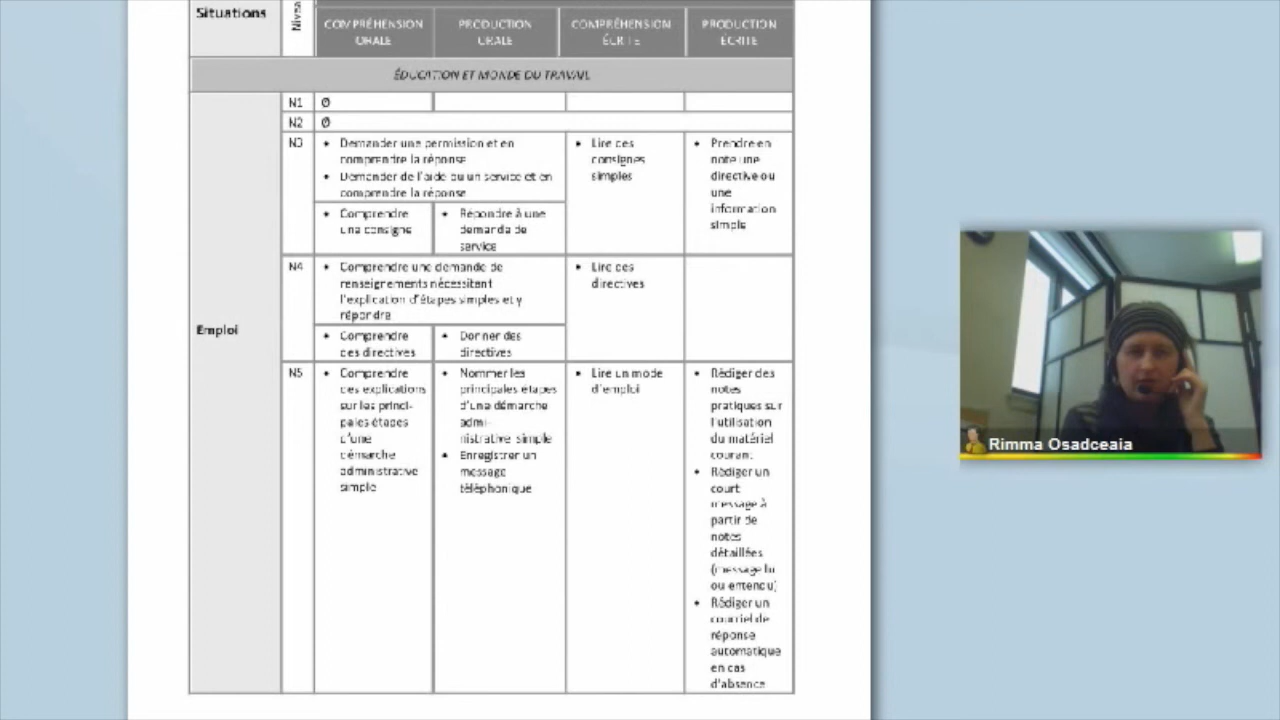 Situations
Nivea
COMPRÉHENSION
ORALE
PRODUCTION
ORALE
COMPRÉHENSION
ÉCRITE
PRODUCTION
ÉCRITE
ÉDUCATION ET MONDE DU TRAVAIL
Emploi
N1
Ø
N2
Ø
N3
• Demander une permission et en
comprendre la réponse
• Demander de l'aide ou un service et en
comprendre la réponse
• Comprendre
une consigne
• Répondre à une
demande de
service
• Lire des
consignes
simples
• Prendre en
note une
directive ou
une
information
simple
N4
• Comprendre une demande de
renseignements nécessitant
l'explication d'étapes simples et y
répondre
• Comprendre
des directives
• Donner des
directives
• Lire des
directives
N5
• Comprendre
des explications
sur les princi-
pales étapes
d'une
démarche
administrative
simple
• Nommer les
principales étapes
d'une démarche
admi-
nistrative simple
• Enregistrer un
message
téléphonique
• Lire un mode
d'emploi
• Rédiger des
notes
pratiques sur
l'utilisation
du matériel
courant
• Rédiger un
court
message à
partir de
notes
détaillées
(message lu
ou entendu)
• Rédiger un
courriel de
réponse
automatique
en cas
d'absence
Rimma Osadceaia